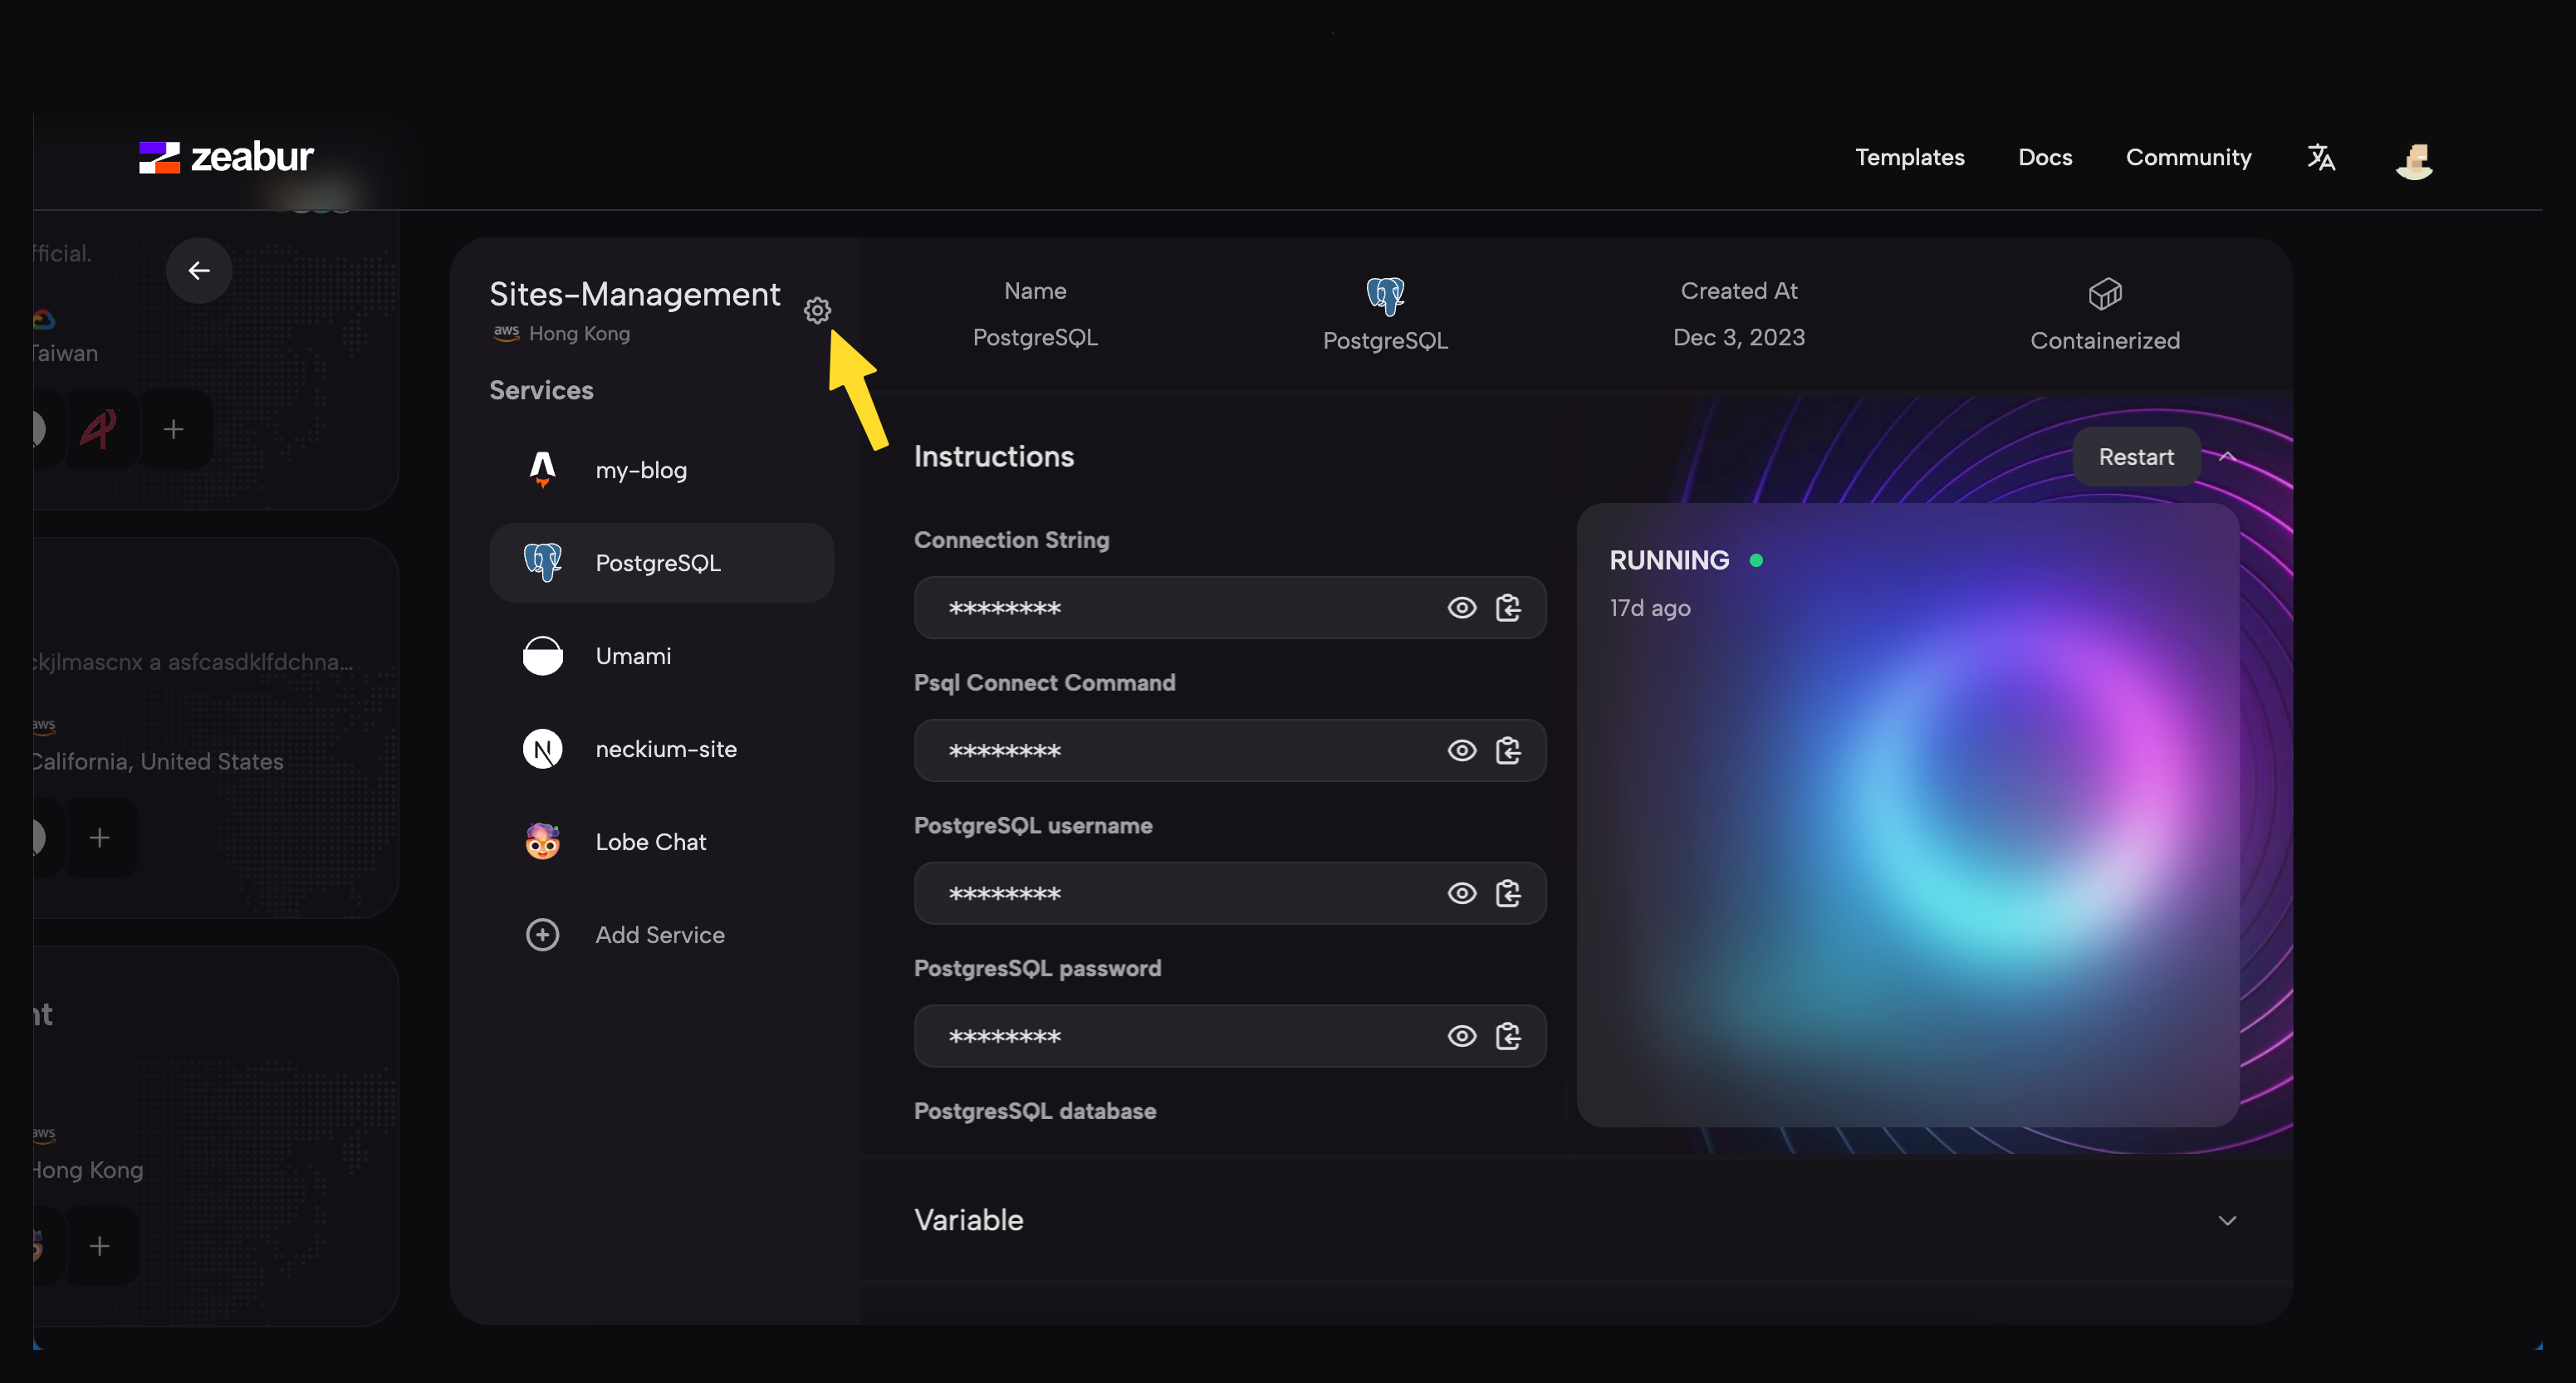 zeabur
Templates
Docs
Community
fficial.
Taiwan
ckjlmascnx a asfcasdklfdchna...
aws
California, United States
nt
aws
Hong Kong
Sites-Management
aws Hong Kong
Services
my-blog
PostgreSQL
Umami
neckium-site
Lobe Chat
Add Service
Name
PostgreSQL
PostgreSQL
Created At
Dec 3, 2023
Containerized
Instructions
Restart
Connection String
********
Psql Connect Command
********
PostgreSQL username
********
PostgresSQL password
********
PostgresSQL database
RUNNING
17d ago
Variable